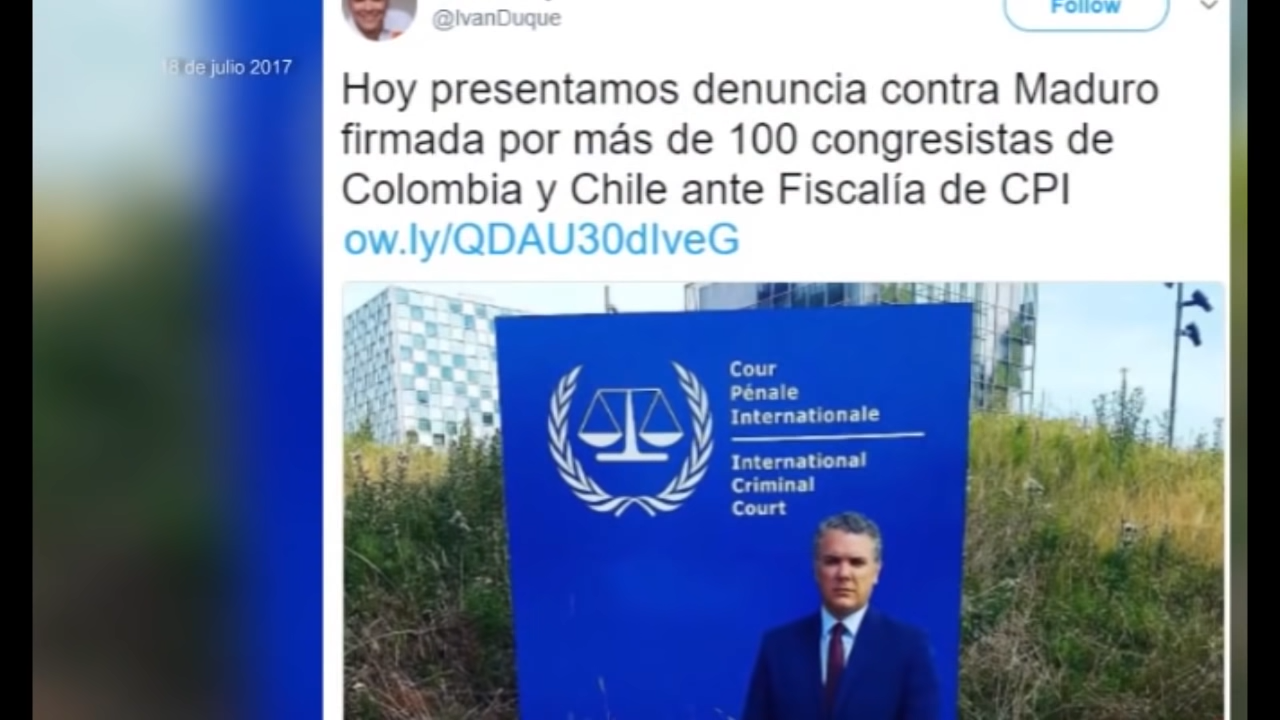 @IvanDuque
Follow
18 de julio 2017
Hoy presentamos denuncia contra Maduro
firmada por más de 100 congresistas de
Colombia y Chile ante Fiscalía de CPI
ow.ly/QDAU30dIveG
Cour
Pénale
Internationale
International
Criminal
Court